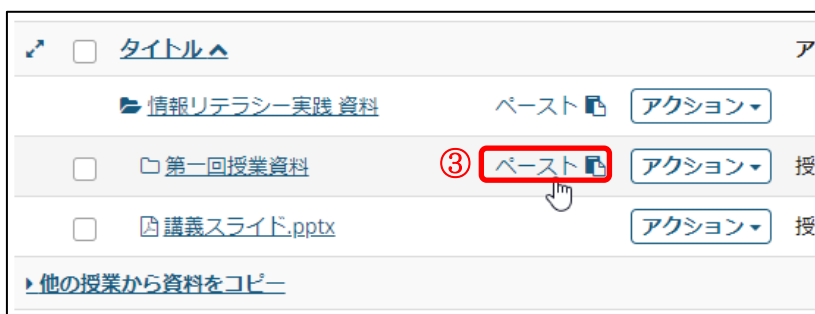 タイトル ア
情報リテラシー実践 資料 ペースト アクション
③
第一回授業資料 ペースト アクション 授
講義スライド.pptx アクション 授
他の授業から資料をコピー